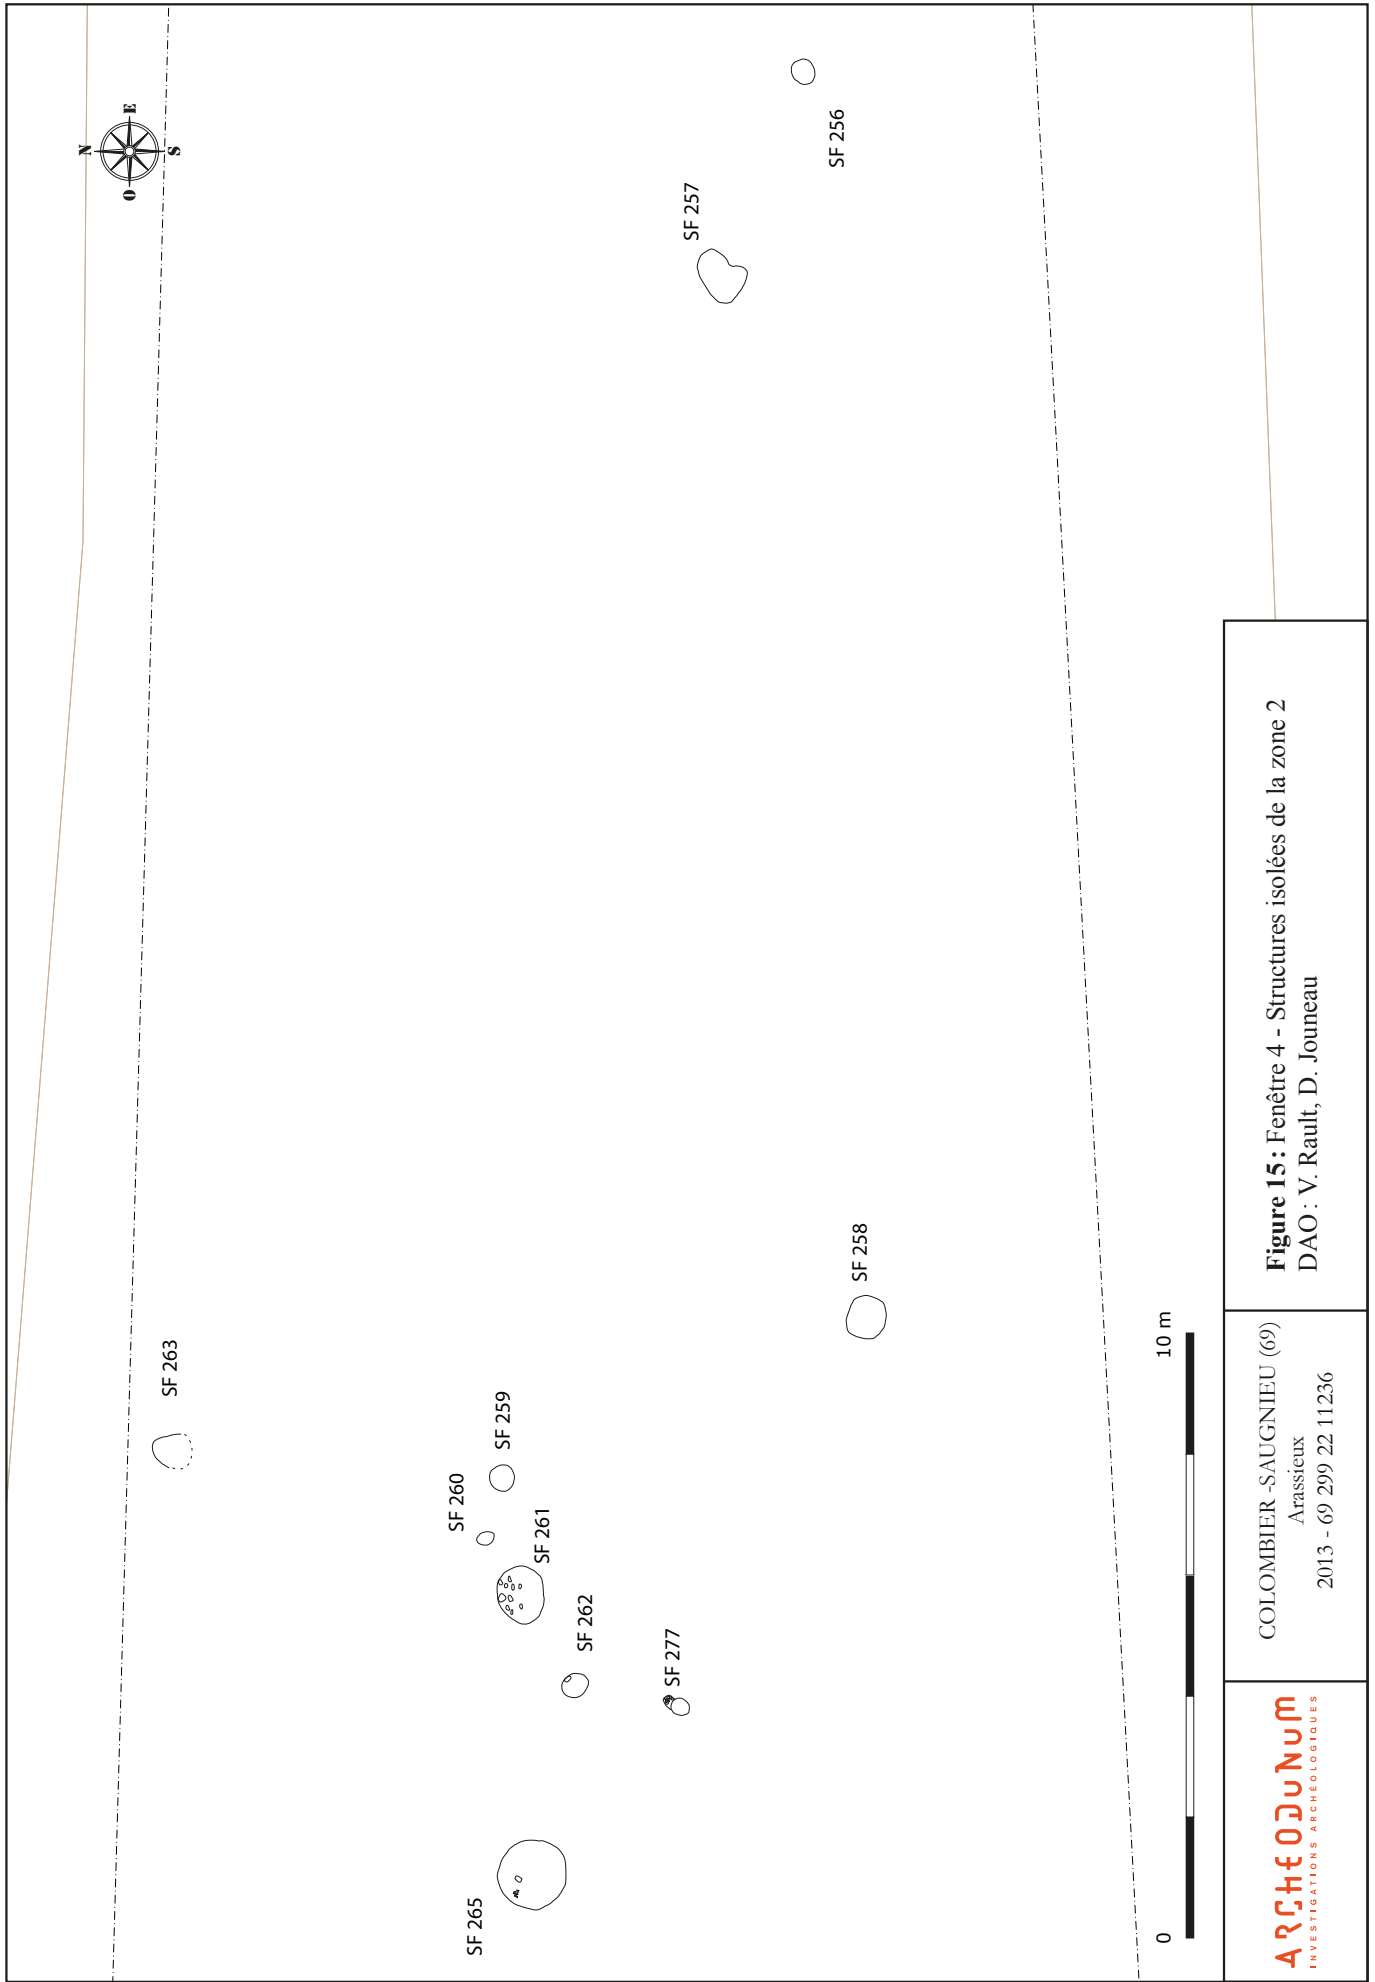 N
O
E
S
SF 256
SF 257
SF 263
SF 258
SF 259
SF 260
SF 261
SF 262
SF 277
SF 265
0
10 m
ARCHEODUNUM
INVESTIGATIONS ARCHÉOLOGIQUES
COLOMBIER -SAUGNIEU (69)
Arassieux
2013 - 69 299 22 11236
Figure 15 : Fenêtre 4 - Structures isolées de la zone 2
DAO : V. Rault, D. Jouneau